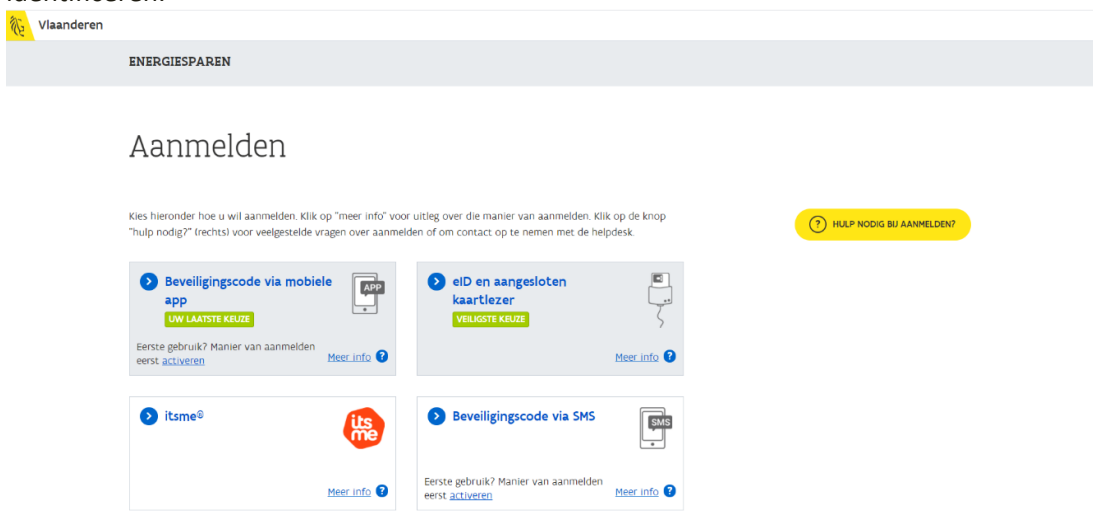 Vlaanderen
ENERGIESPAREN
Aanmelden
Kies hieronder hoe u wil aanmelden. Klik op "meer info" voor uitleg over die manier van aanmelden. Klik op de knop
"hulp nodig?" (rechts) voor veelgestelde vragen over aanmelden of om contact op te nemen met de helpdesk.
? HULP NODIG BIJ AANMELDEN?
Beveiligingscode via mobiele
app
APP
UW LAATSTE KEUZE
Eerste gebruik? Manier van aanmelden
eerst activeren
Meer info ?
eID en aangesloten
kaartlezer
VEILIGSTE KEUZE
Meer info ?
itsme®
its
me
Meer info ?
Beveiligingscode via SMS
SMS
Eerste gebruik? Manier van aanmelden
eerst activeren
Meer info ?